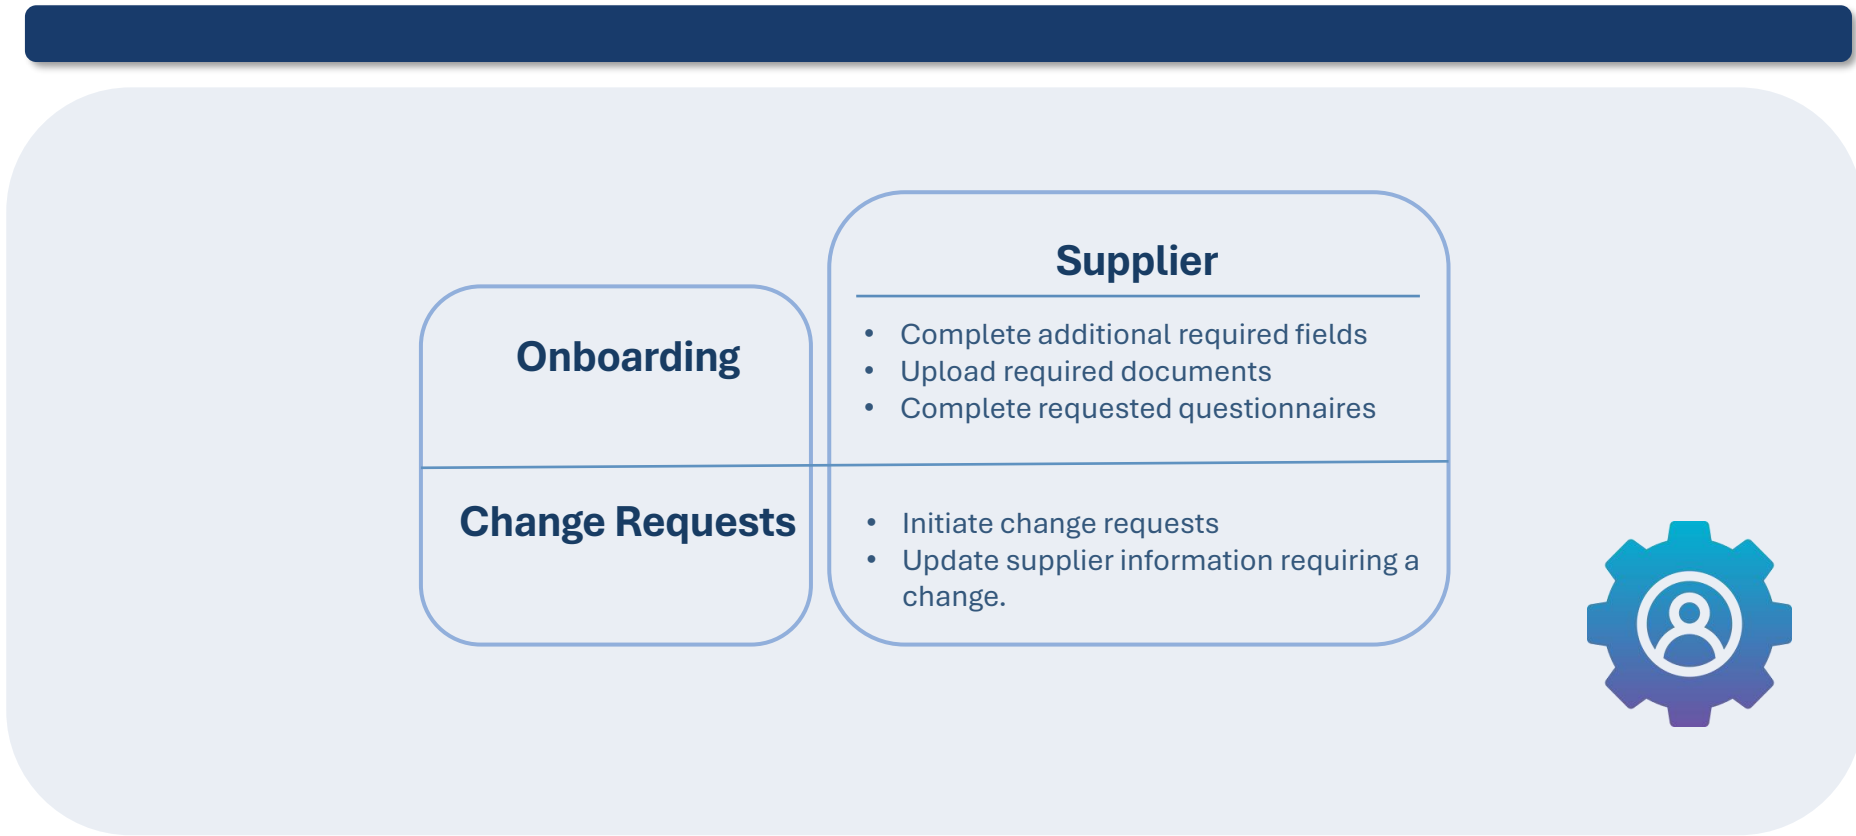 Supplier
Onboarding
• Complete additional required fields
• Upload required documents
• Complete requested questionnaires
Change Requests
• Initiate change requests
• Update supplier information requiring a
change.